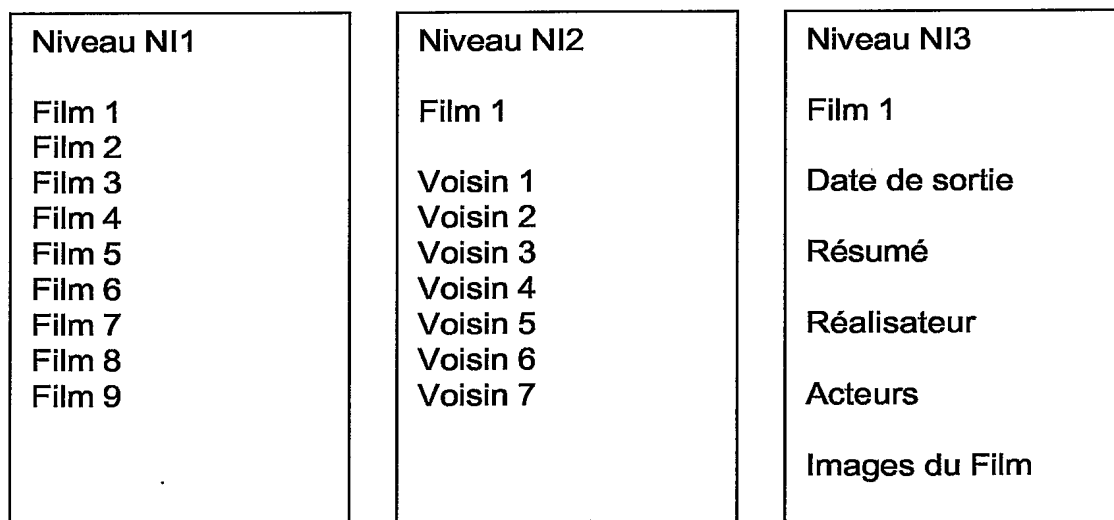 Niveau NI1
Film 1
Film 2
Film 3
Film 4
Film 5
Film 6
Film 7
Film 8
Film 9
Niveau NI2
Film 1
Voisin 1
Voisin 2
Voisin 3
Voisin 4
Voisin 5
Voisin 6
Voisin 7
Niveau NI3
Film 1
Date de sortie
Résumé
Réalisateur
Acteurs
Images du Film